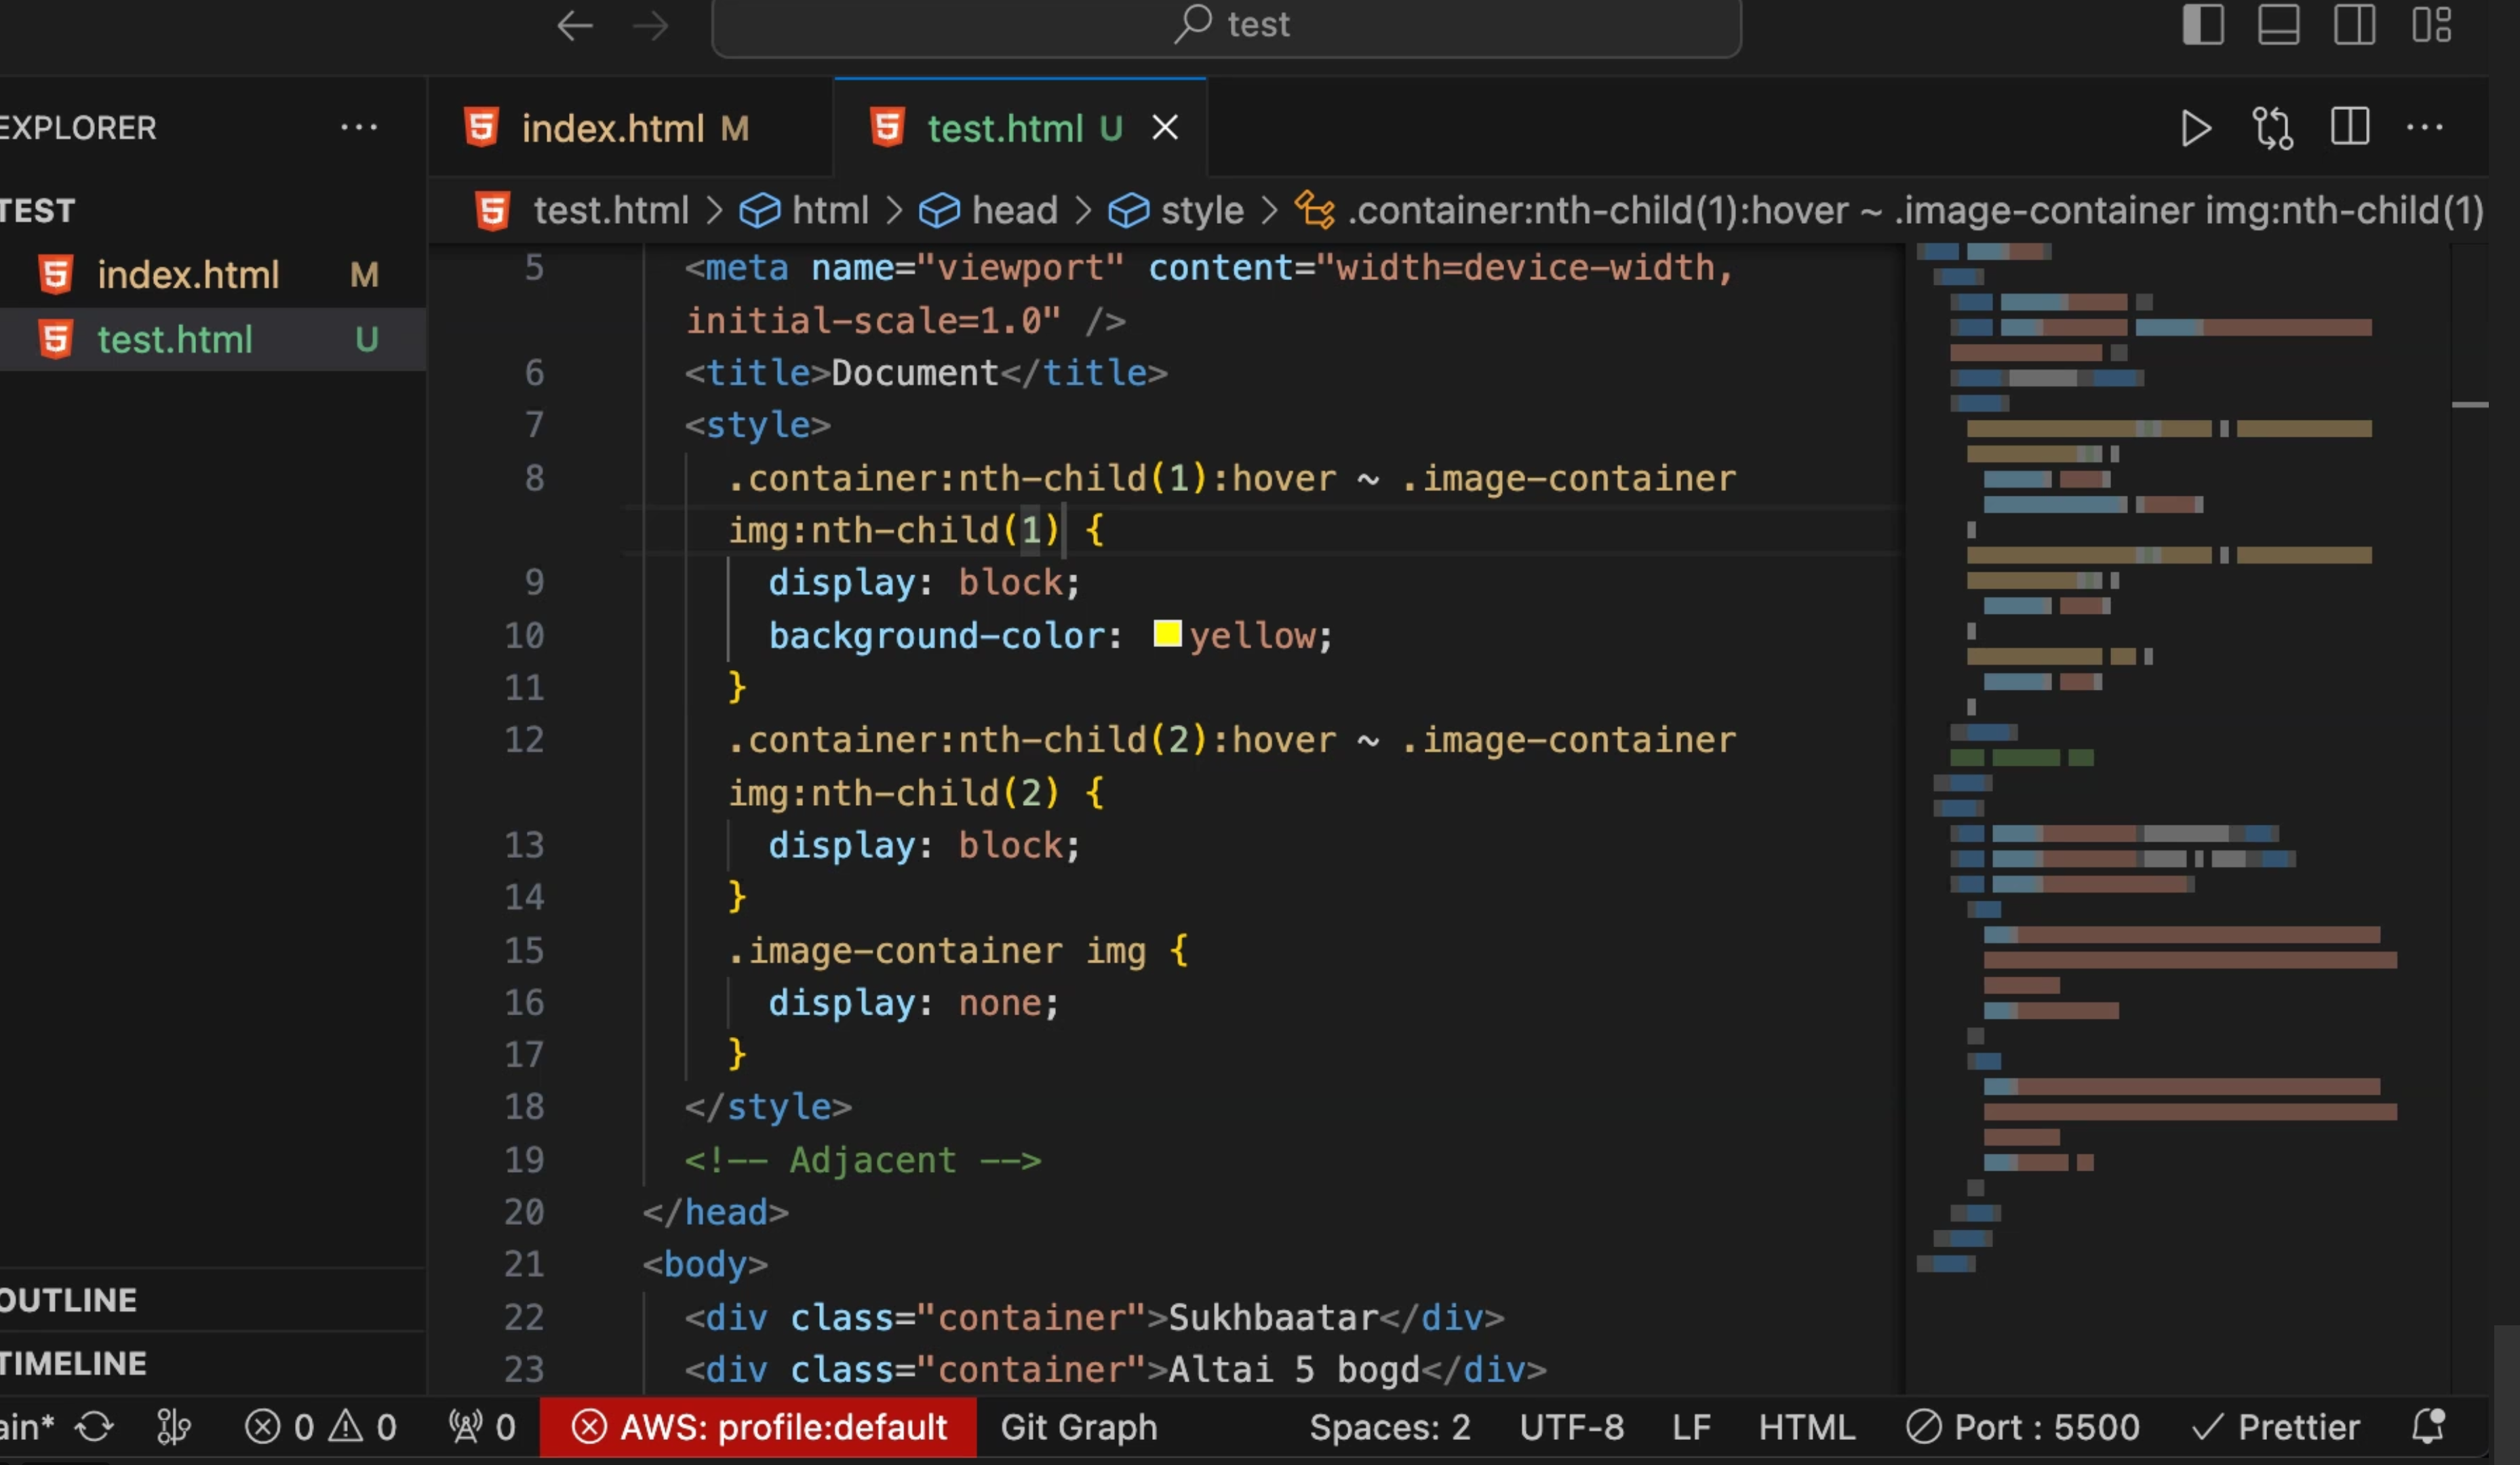 test
EXPLORER
index.html M
test.html U
test.html > html > head > style > .container:nth-child(1):hover ~ .image-container img:nth-child(1)
TEST
index.html M
test.html U
5 <meta name="viewport" content="width=device-width,
initial-scale=1.0" />
6 <title>Document</title>
7 <style>
8 .container:nth-child(1):hover ~ .image-container
img:nth-child(1) {
9 display: block;
10 background-color: yellow;
11 }
12 .container:nth-child(2):hover ~ .image-container
img:nth-child(2) {
13 display: block;
14 }
15 .image-container img {
16 display: none;
17 }
18 </style>
19 <!-- Adjacent -->
20 </head>
21 <body>
22 <div class="container">Sukhbaatar</div>
23 <div class="container">Altai 5 bogd</div>
OUTLINE
TIMELINE
ain* 0 0 0 AWS: profile:default Git Graph Spaces: 2 UTF-8 LF HTML Port : 5500 Prettier